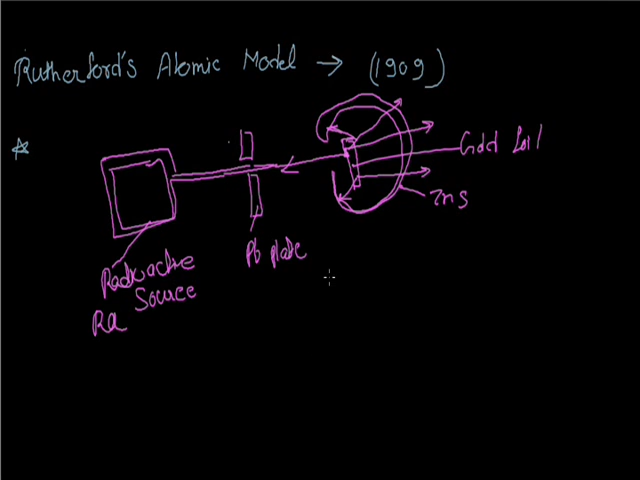 Rutherford's Atomic Model → (1909)
Gold foil
ZnS
Pb plate
Radioactive
Source
Ra